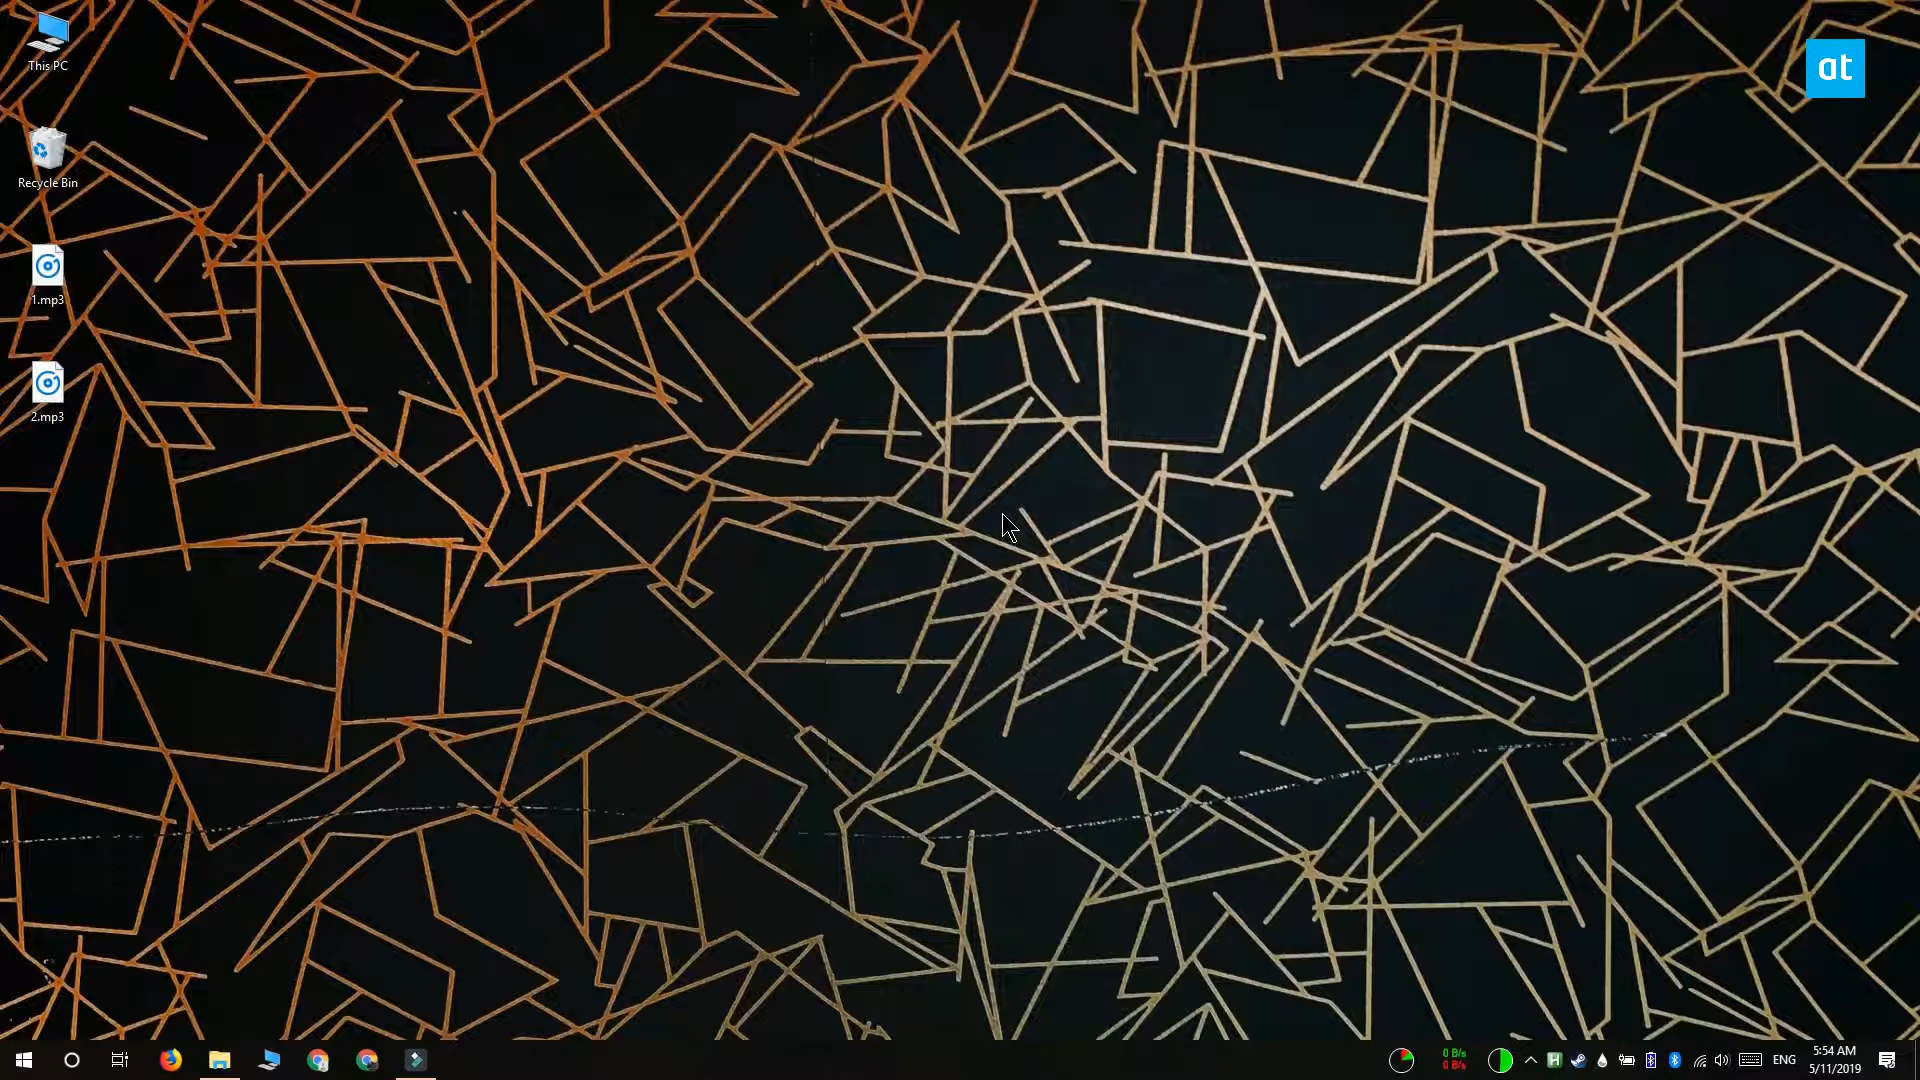 This PC
at
Recycle Bin
1.mp3
2.mp3
0 B/s
0 B/s
H
ENG
5:54 AM
5/11/2019